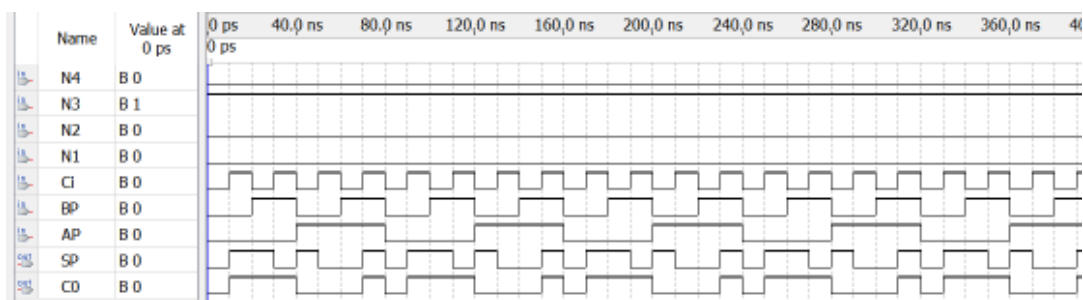 Name Value at 0 ps
0 ps 40.0 ns 80.0 ns 120.0 ns 160.0 ns 200.0 ns 240.0 ns 280.0 ns 320.0 ns 360.0 ns 40
0 ps
N4 B 0
N3 B 1
N2 B 0
N1 B 0
Ci B 0
BP B 0
AP B 0
SP B 0
C0 B 0